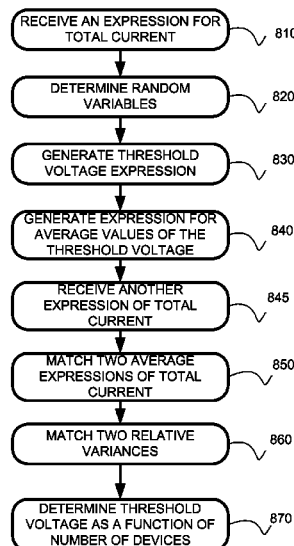 RECEIVE AN EXPRESSION FOR
TOTAL CURRENT
810
DETERMINE RANDOM
VARIABLES
820
GENERATE THRESHOLD
VOLTAGE EXPRESSION
830
GENERATE EXPRESSION FOR
AVERAGE VALUES OF THE
THRESHOLD VOLTAGE
840
RECEIVE ANOTHER
EXPRESSION OF TOTAL
CURRENT
845
MATCH TWO AVERAGE
EXPRESSIONS OF TOTAL
CURRENT
850
MATCH TWO RELATIVE
VARIANCES
860
DETERMINE THRESHOLD
VOLTAGE AS A FUNCTION OF
NUMBER OF DEVICES
870